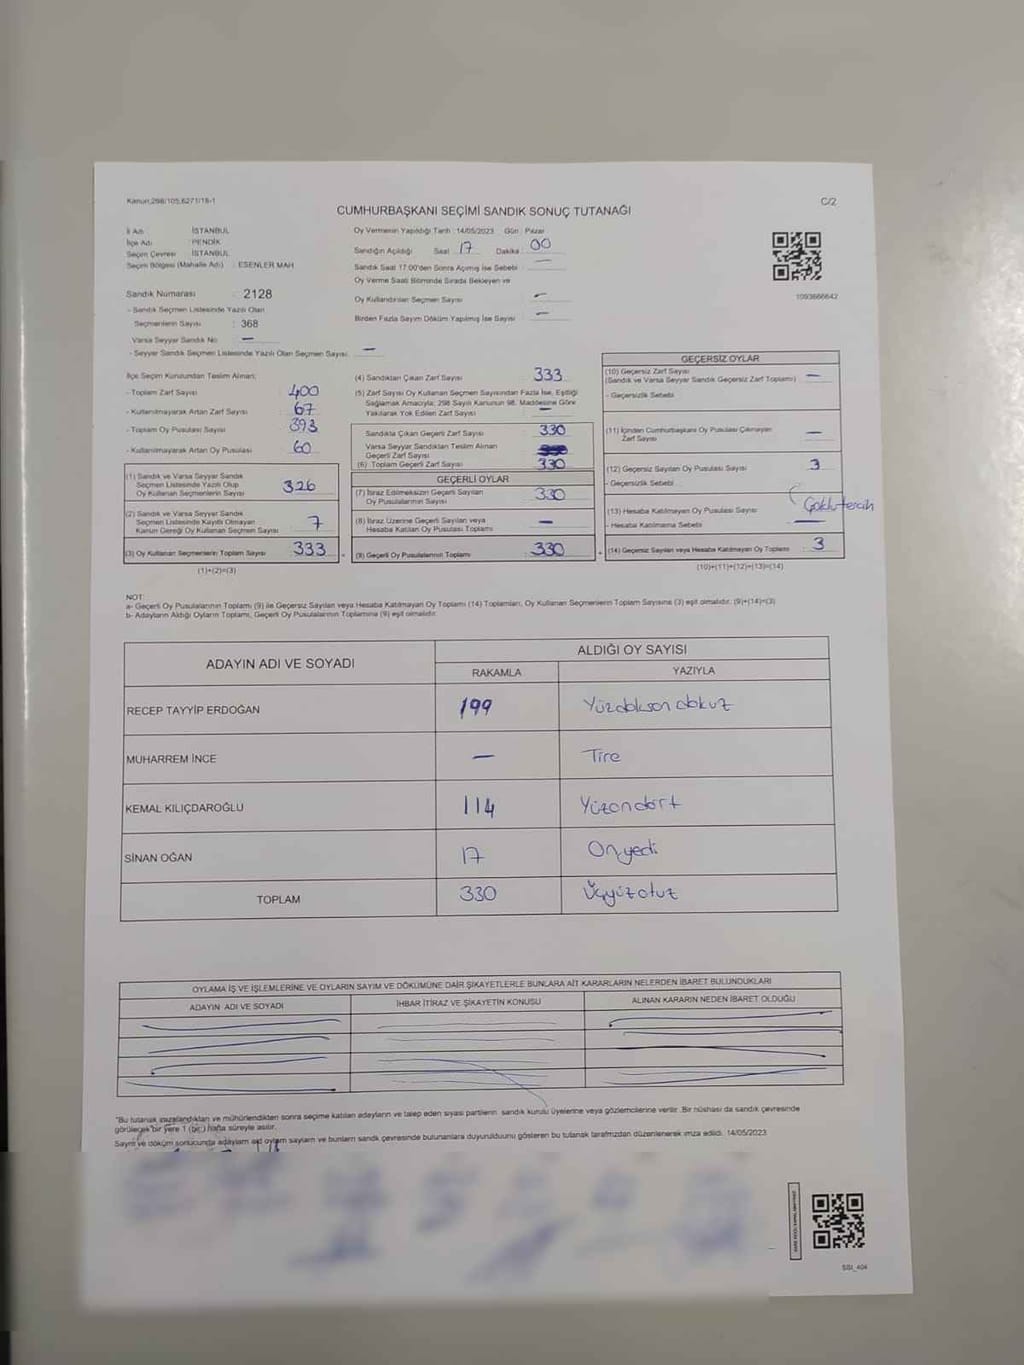 Kanun,298/105,6271/18-1
C/2
CUMHURBAŞKANI SEÇİMİ SANDIK SONUÇ TUTANAĞI
İl Adı : İSTANBUL
İlçe Adı : PENDİK
Seçim Çevresi : İSTANBUL
Seçim Bölgesi (Mahalle Adı) : ESENLER MAH
Sandık Numarası : 2128
- Sandık Seçmen Listesinde Yazılı Olan
Seçmenlerin Sayısı : 368
Varsa Seyyar Sandık No : —
- Seyyar Sandık Seçmen Listesinde Yazılı Olan Seçmen Sayısı: —
Oy Vermenin Yapıldığı Tarih : 14/05/2023 Gün : Pazar
Sandığın Açıldığı Saat : 17 Dakika : 00
Sandık Saat 17:00'den Sonra Açılmış İse Sebebi : —
Oy Verme Saati Bitiminde Sırada Bekleyen ve
Oy Kullandırılan Seçmen Sayısı : —
Birden Fazla Sayım Döküm Yapılmış İse Sayısı : —
1093666642
İlçe Seçim Kurulundan Teslim Alınan;
- Toplam Zarf Sayısı : 400
- Kullanılmayarak Artan Zarf Sayısı : 67
- Toplam Oy Pusulası Sayısı : 393
- Kullanılmayarak Artan Oy Pusulası : 60
(1) Sandık ve Varsa Seyyar Sandık
Seçmen Listesinde Yazılı Olup
Oy Kullanan Seçmenlerin Sayısı 326
(2) Sandık ve Varsa Seyyar Sandık
Seçmen Listesinde Kayıtlı Olmayan
Kanun Gereği Oy Kullanan Seçmen Sayısı 7
(3) Oy Kullanan Seçmenlerin Toplam Sayısı 333
(1)+(2)=(3)
(4) Sandıktan Çıkan Zarf Sayısı 333
(5) Zarf Sayısı Oy Kullanan Seçmen Sayısından Fazla İse, Eşitliği
Sağlamak Amacıyla; 298 Sayılı Kanunun 98. Maddesine Göre
Yakılarak Yok Edilen Zarf Sayısı : —
Sandıkta Çıkan Geçerli Zarf Sayısı 330
Varsa Seyyar Sandıktan Teslim Alınan
Geçerli Zarf Sayısı
(6) Toplam Geçerli Zarf Sayısı 330
GEÇERLİ OYLAR
(7) İtiraz Edilmeksizin Geçerli Sayılan
Oy Pusulalarının Sayısı 330
(8) İtiraz Üzerine Geçerli Sayılan veya
Hesaba Katılan Oy Pusulası Toplamı —
(9) Geçerli Oy Pusulalarının Toplamı 330
GEÇERSİZ OYLAR
(10) Geçersiz Zarf Sayısı
(Sandık ve Varsa Seyyar Sandık Geçersiz Zarf Toplamı) —
- Geçersizlik Sebebi
(11) İçinden Cumhurbaşkanı Oy Pusulası Çıkmayan
Zarf Sayısı —
(12) Geçersiz Sayılan Oy Pusulası Sayısı 3
- Geçersizlik Sebebi
(13) Hesaba Katılmayan Oy Pusulası Sayısı (Çoklu tercih
- Hesaba Katılmama Sebebi —
(14) Geçersiz Sayılan veya Hesaba Katılmayan Oy Toplamı 3
(10)+(11)+(12)+(13)=(14)
NOT:
a- Geçerli Oy Pusulalarının Toplamı (9) ile Geçersiz Sayılan veya Hesaba Katılmayan Oy Toplamı (14) Toplamları, Oy Kullanan Seçmenlerin Toplam Sayısına (3) eşit olmalıdır. (9)+(14)=(3)
b- Adayların Aldığı Oyların Toplamı, Geçerli Oy Pusulalarının Toplamına (9) eşit olmalıdır.
ADAYIN ADI VE SOYADI ALDIĞI OY SAYISI
RAKAMLA YAZIYLA
RECEP TAYYİP ERDOĞAN 199 Yüzdoksan dokuz
MUHARREM İNCE — Tire
KEMAL KILIÇDAROĞLU 114 Yüzondört
SİNAN OĞAN 17 Onyedi
TOPLAM 330 Üçyüzotuz
OYLAMA İŞ VE İŞLEMLERİNE VE OYLARIN SAYIM VE DÖKÜMÜNE DAİR ŞİKAYETLERLE BUNLARA AİT KARARLARIN NELERDEN İBARET BULUNDUKLARI
ADAYIN ADI VE SOYADI İHBAR İTİRAZ VE ŞİKAYETİN KONUSU ALINAN KARARIN NEDEN İBARET OLDUĞU
"Bu tutanak imzalandıktan ve mühürlendikten sonra seçime katılan adayların ve talep eden siyasi partilerin sandık kurulu üyelerine veya gözlemcilerine verilir. Bir nüshası da sandık çevresinde
görülecek bir yere 1 (bir) hafta süreyle asılır.
Sayım ve döküm sonucunda adayların aldığı oyların sayılarını ve bunların sandık çevresinde bulunanlara duyurulduğunu gösteren bu tutanak tarafımızdan düzenlenerek imza edildi. 14/05/2023
SSI_404